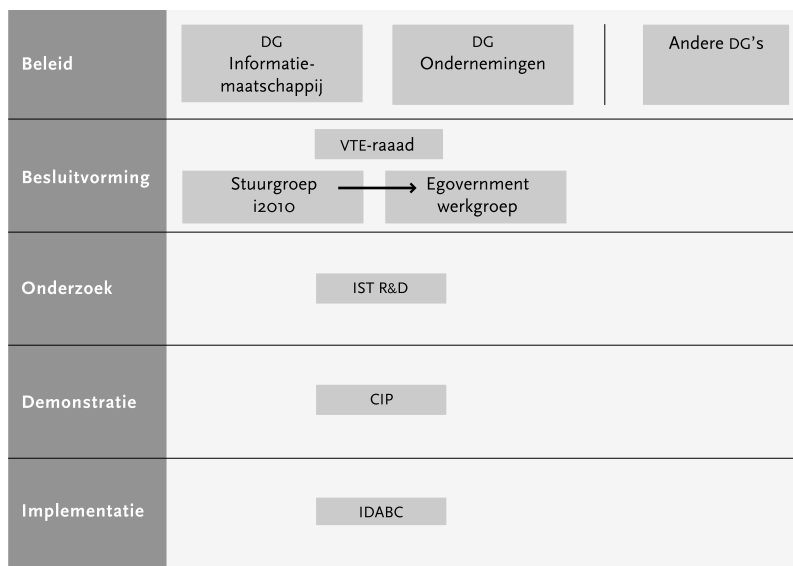 Beleid
DG
Informatie-
maatschappij
DG
Ondernemingen
Andere DG's
Besluitvorming
VTE-raaad
Stuurgroep
i2010
Egovernment
werkgroep
Onderzoek
IST R&D
Demonstratie
CIP
Implementatie
IDABC